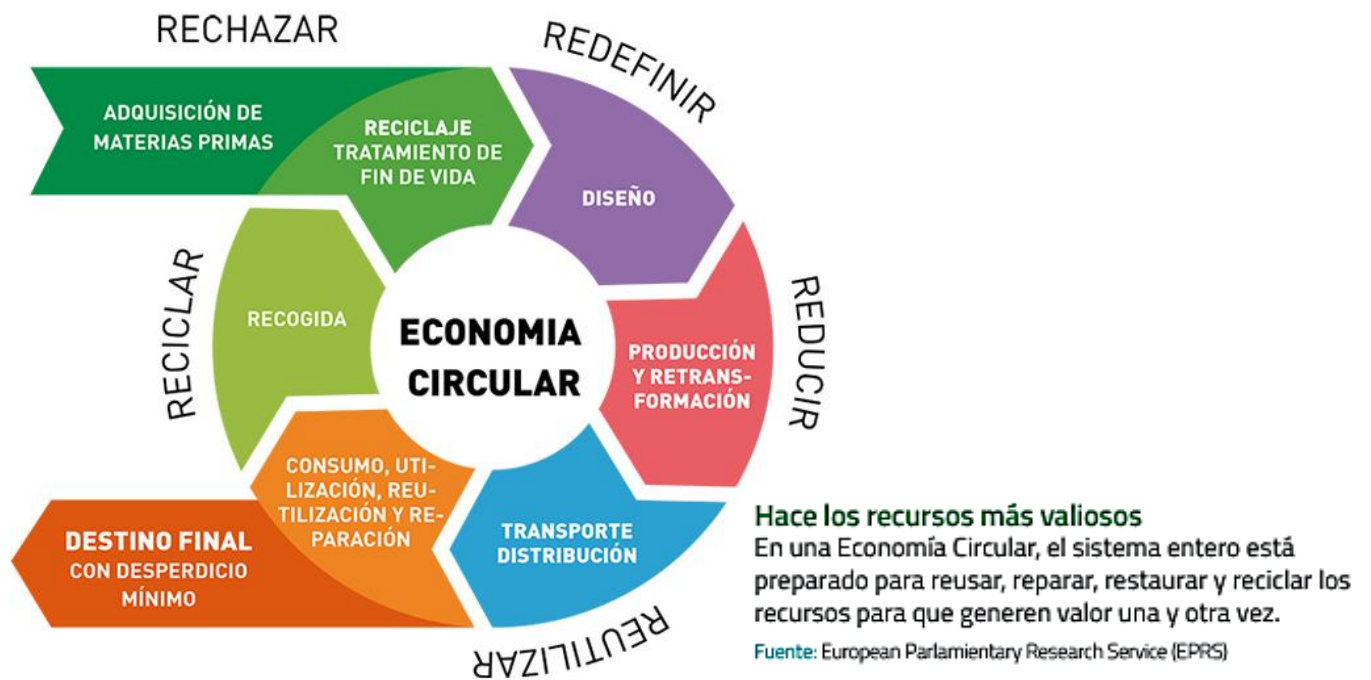 RECHAZAR
REDEFINIR
ADQUISICIÓN DE
MATERIAS PRIMAS
RECICLAJE
TRATAMIENTO DE
FIN DE VIDA
DISEÑO
RECICLAR
RECOGIDA
ECONOMIA
CIRCULAR
REDUCIR
PRODUCCIÓN
Y RETRANS-
FORMACIÓN
CONSUMO, UTI-
LIZACIÓN, REU-
TILIZACIÓN Y RE-
PARACIÓN
TRANSPORTE
DISTRIBUCIÓN
DESTINO FINAL
CON DESPERDICIO
MÍNIMO
REUTILIZAR
Hace los recursos más valiosos
En una Economía Circular, el sistema entero está
preparado para reusar, reparar, restaurar y reciclar los
recursos para que generen valor una y otra vez.
Fuente: European Parlamientary Research Service (EPRS)